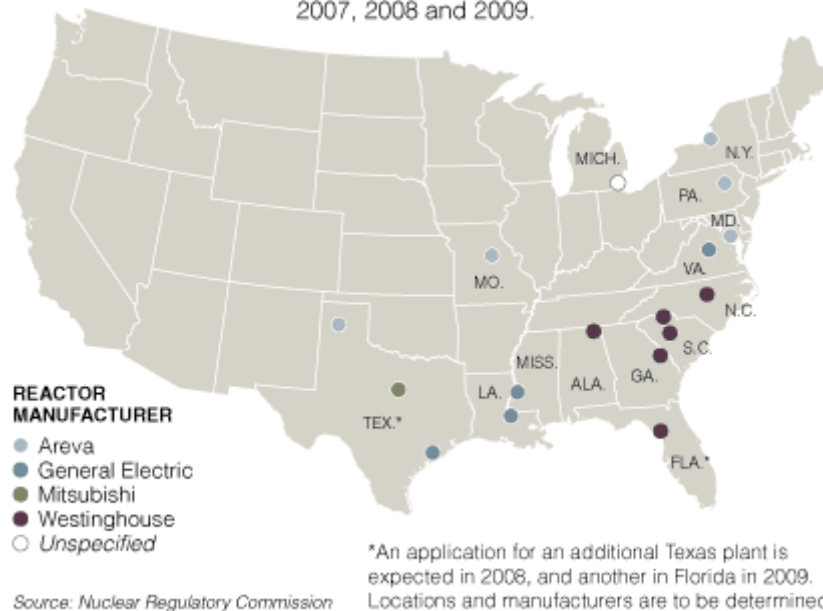 2007, 2008 and 2009.
MICH.
N.Y.
PA.
MD.
VA.
MO.
N.C.
S.C.
MISS.
ALA.
GA.
LA.
TEX.*
FLA.*
REACTOR
MANUFACTURER
Areva
General Electric
Mitsubishi
Westinghouse
Unspecified
*An application for an additional Texas plant is
expected in 2008, and another in Florida in 2009.
Locations and manufacturers are to be determined
Source: Nuclear Regulatory Commission